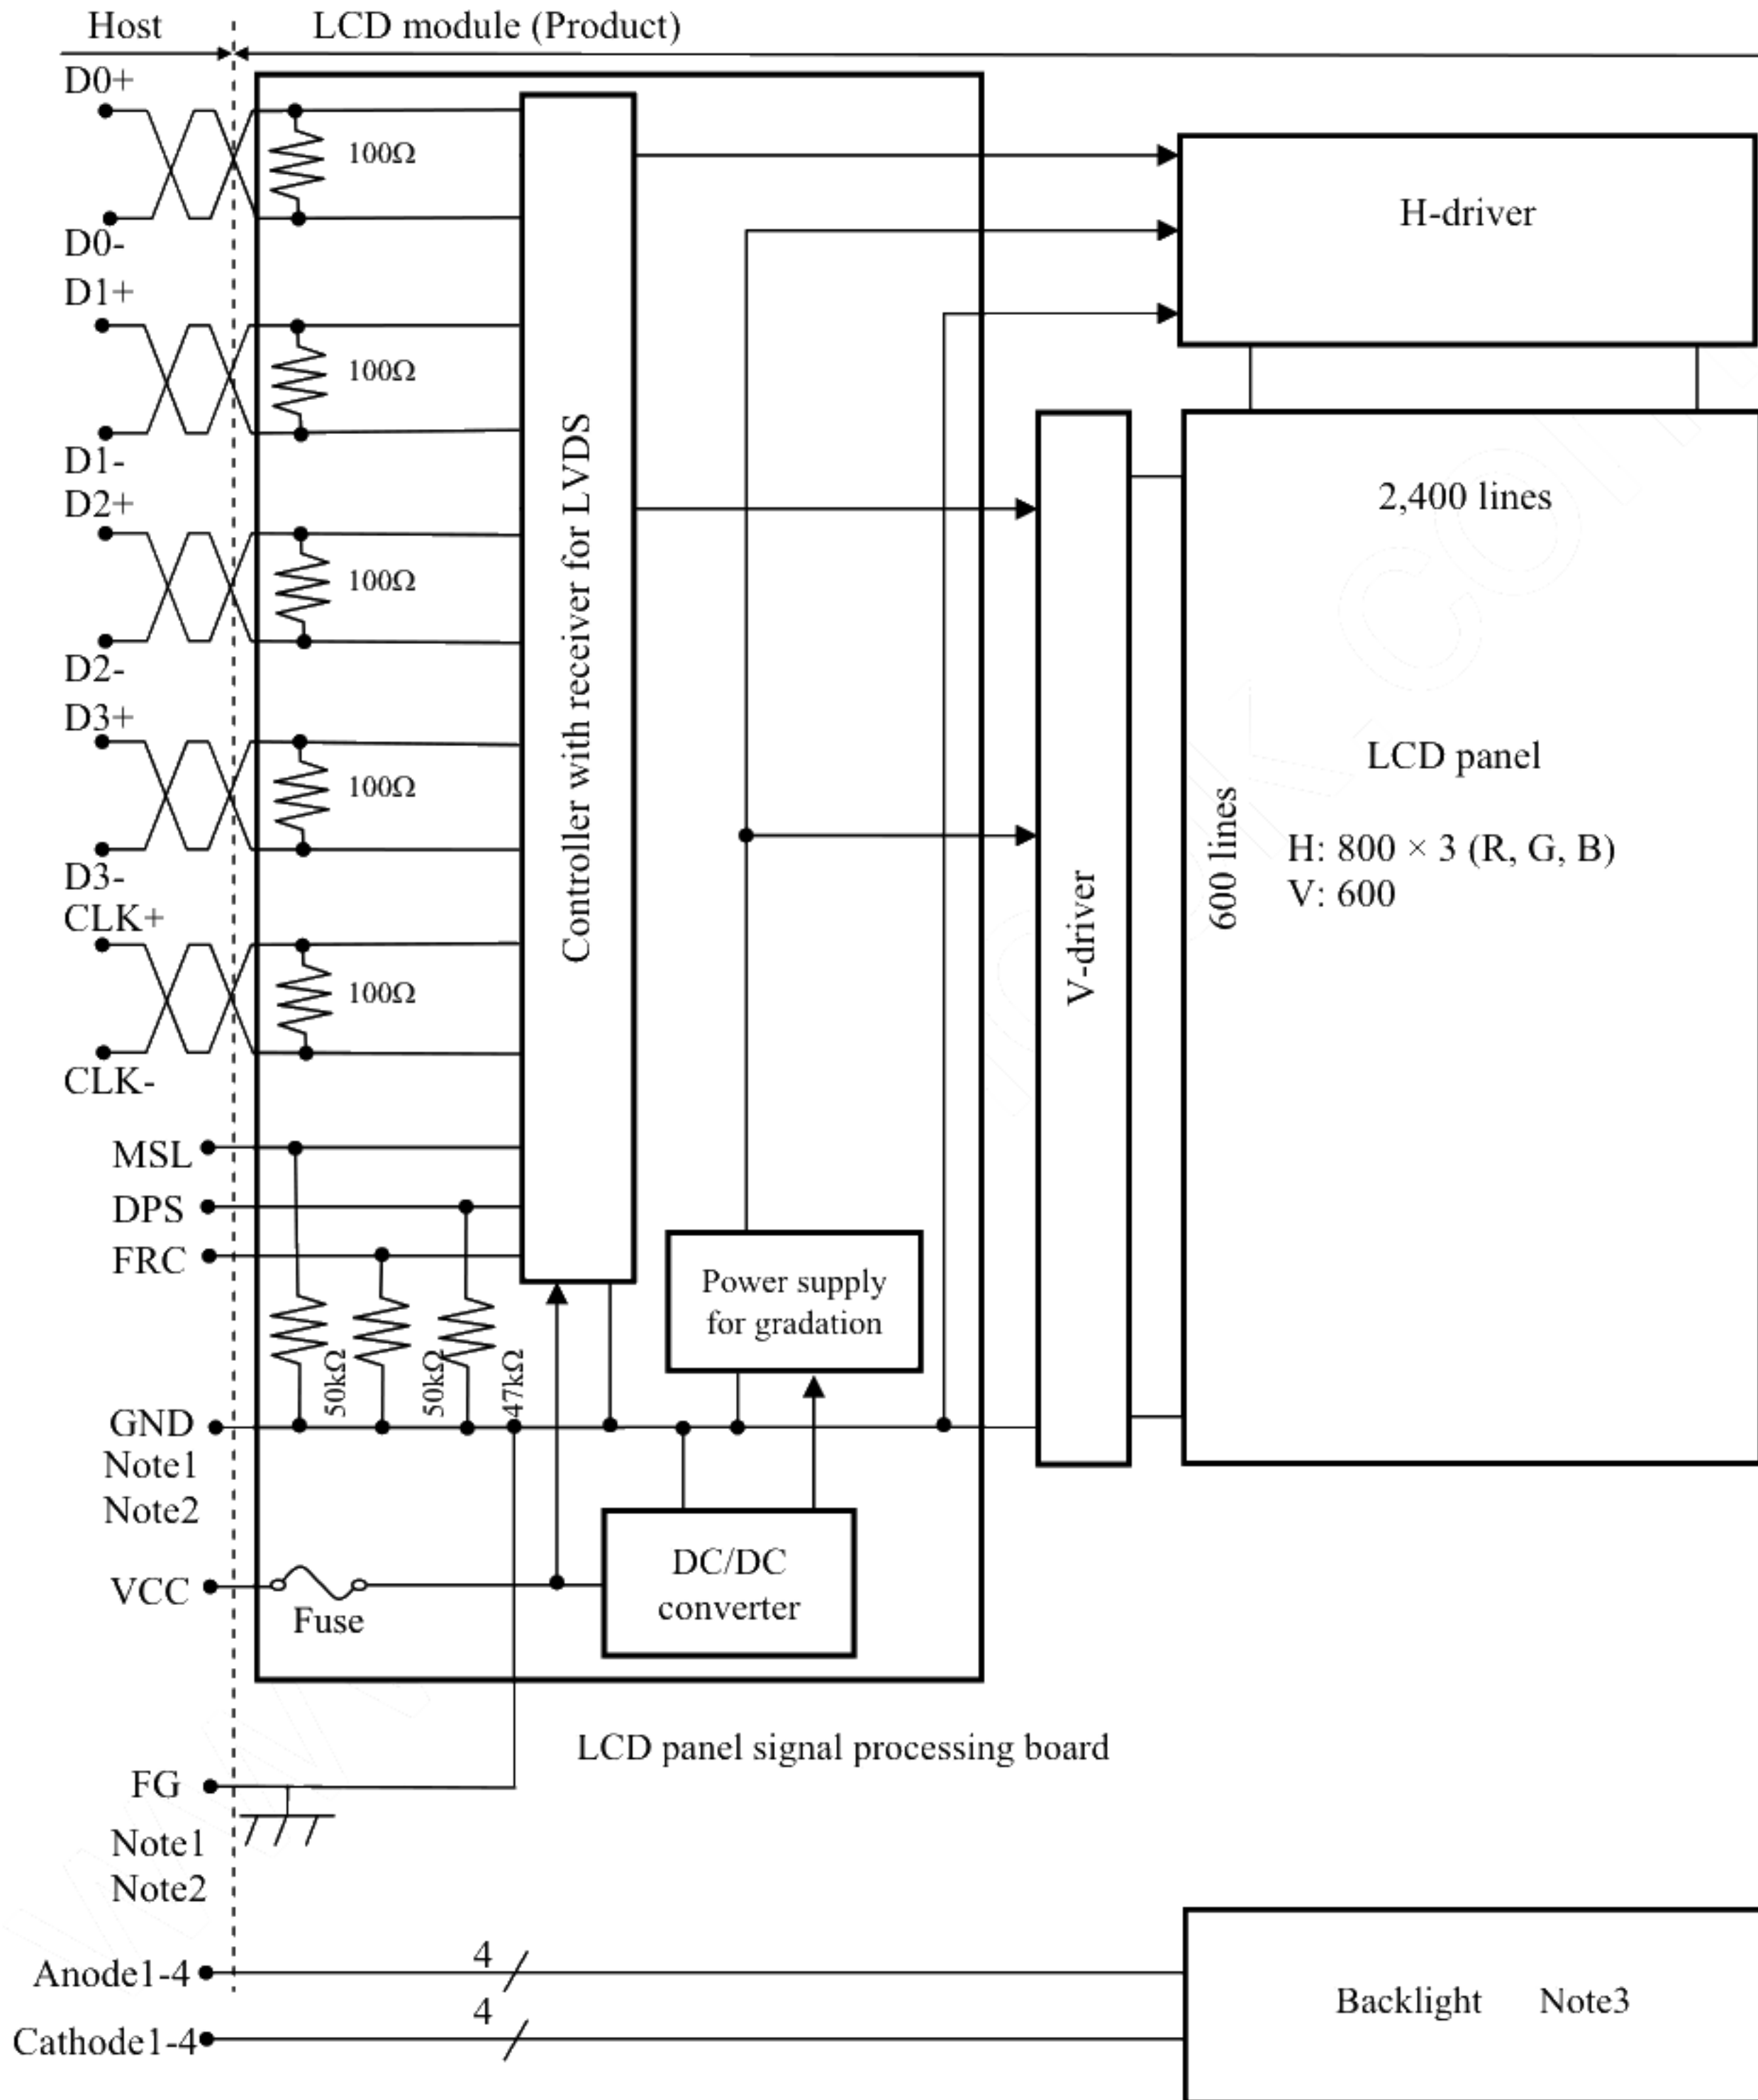 Host
LCD module (Product)
D0+
100Ω
D0-
H-driver
D1+
100Ω
D1-
D2+
100Ω
D2-
D3+
100Ω
D3-
CLK+
100Ω
CLK-
Controller with receiver for LVDS
2,400 lines
LCD panel
600 lines
H: 800 × 3 (R, G, B)
V: 600
V-driver
MSL
DPS
FRC
Power supply
for gradation
50kΩ
50kΩ
47kΩ
GND
Note1
Note2
VCC
Fuse
DC/DC
converter
LCD panel signal processing board
FG
Note1
Note2
Anode1-4
4
Cathode1-4
4
Backlight Note3